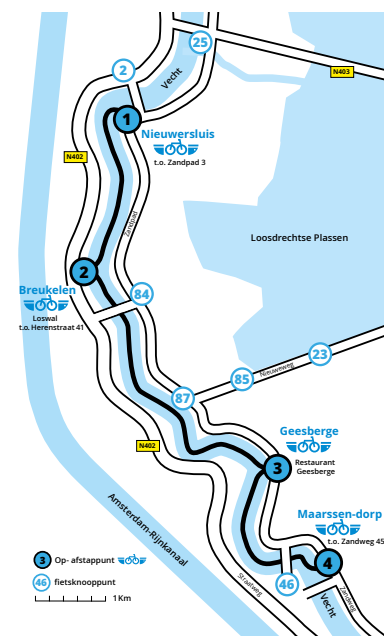 25
Vecht
2
N403
1
Nieuwersluis
t.o. Zandpad 3
N402
Zandpad
Loosdrechtse Plassen
2
Breukelen
Loswal
t.o. Herenstraat 41
84
23
Nieuweweg
85
87
Geesberge
N402
3
Restaurant
Geesberge
Amsterdam-Rijnkanaal
Maarssen-dorp
t.o. Zandweg 45
3 Op- afstappunt
4
46 fietsknooppunt
46
Straatweg
Zandweg
Vecht
1 Km